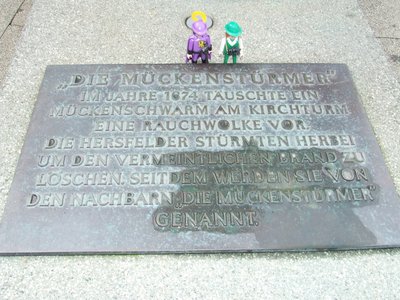 „DIE MÜCKENSTÜRMER”
IM JAHRE 1674 TÄUSCHTE EIN
MÜCKENSCHWARM AM KIRCHTURM
EINE RAUCHWOLKE VOR.
DIE HERSFELDER STÜRMTEN HERBEI
UM DEN VERMEINTLICHEN BRAND ZU
LÖSCHEN. SEITDEM WERDEN SIE VON
DEN NACHBARN „DIE MÜCKENSTÜRMER”
GENANNT.